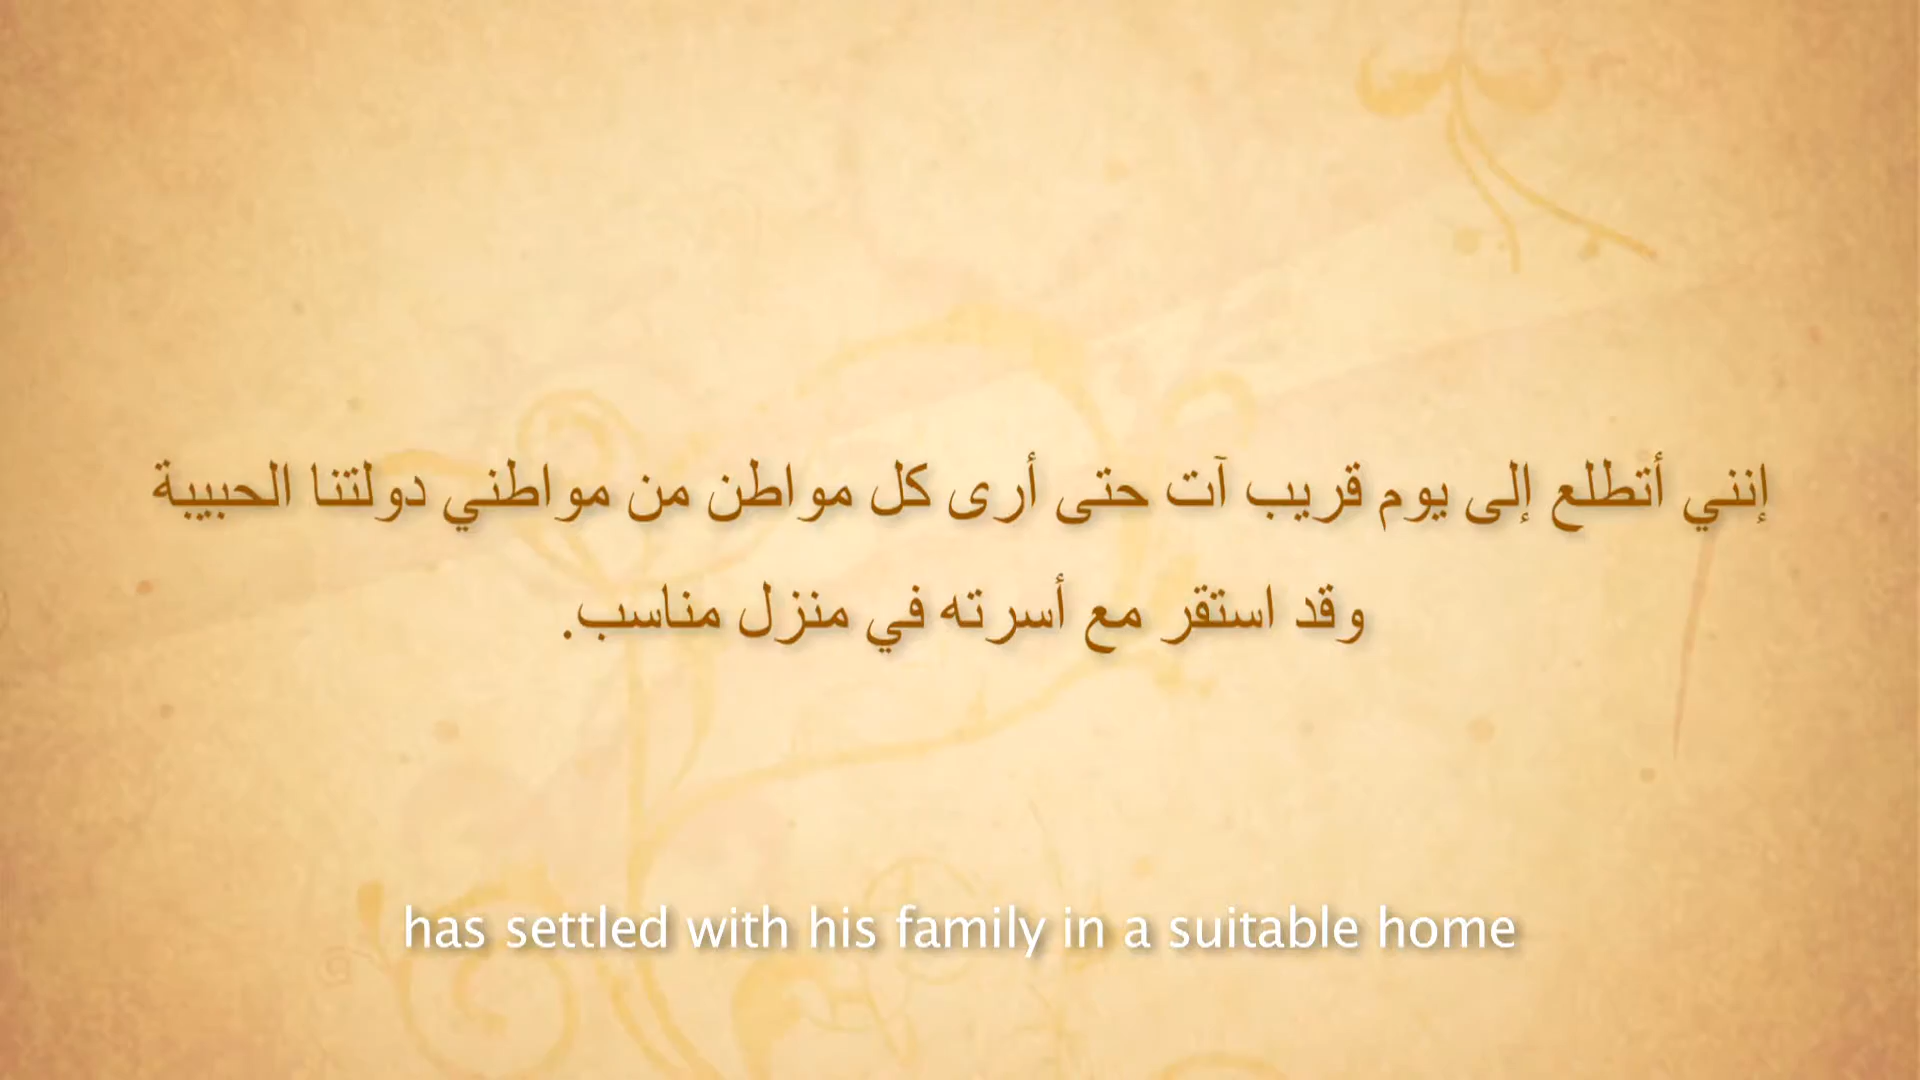 إنني أتطلع إلى يوم قريب آت حتى أرى كل مواطن من مواطني دولتنا الحبيبة
وقد استقر مع أسرته في منزل مناسب.
has settled with his family in a suitable home